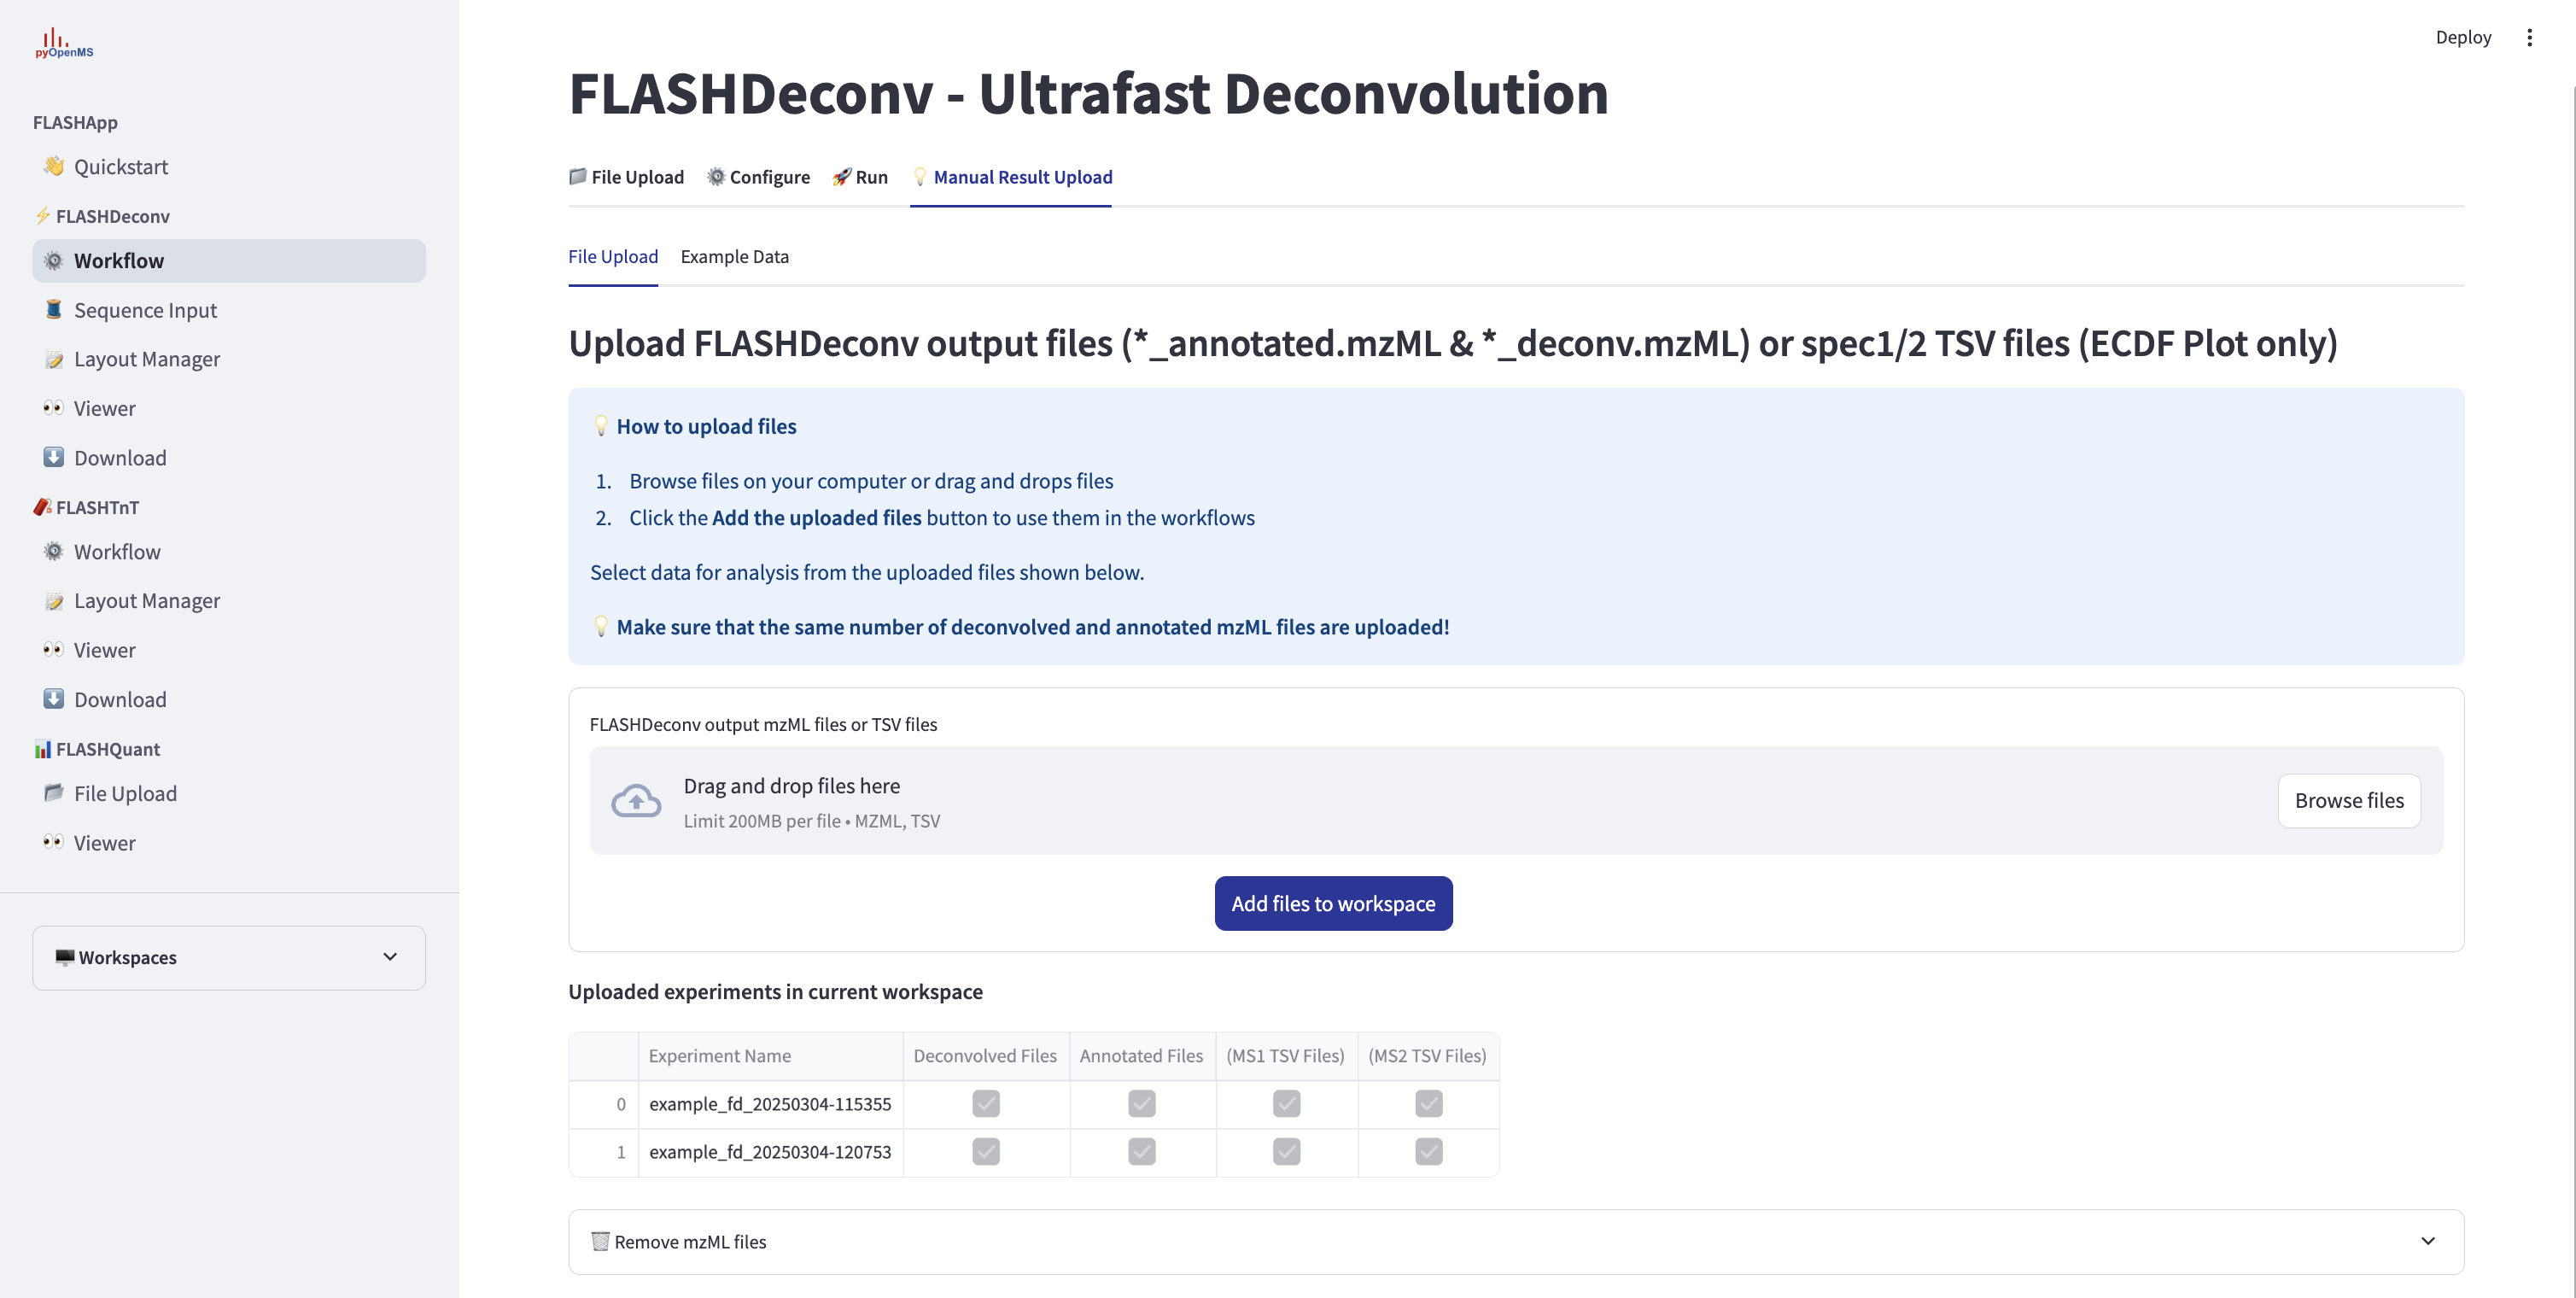 pyOpenMS
FLASHApp
Quickstart
FLASHDeconv
Workflow
Sequence Input
Layout Manager
Viewer
Download
FLASHTnT
Workflow
Layout Manager
Viewer
Download
FLASHQuant
File Upload
Viewer
Workspaces
Deploy
FLASHDeconv - Ultrafast Deconvolution
File Upload Configure Run Manual Result Upload
File Upload Example Data
Upload FLASHDeconv output files (*_annotated.mzML & *_deconv.mzML) or spec1/2 TSV files (ECDF Plot only)
How to upload files
1. Browse files on your computer or drag and drops files
2. Click the Add the uploaded files button to use them in the workflows
Select data for analysis from the uploaded files shown below.
Make sure that the same number of deconvolved and annotated mzML files are uploaded!
FLASHDeconv output mzML files or TSV files
Drag and drop files here
Limit 200MB per file • MZML, TSV
Browse files
Add files to workspace
Uploaded experiments in current workspace
Experiment Name Deconvolved Files Annotated Files (MS1 TSV Files) (MS2 TSV Files)
0 example_fd_20250304-115355
1 example_fd_20250304-120753
Remove mzML files